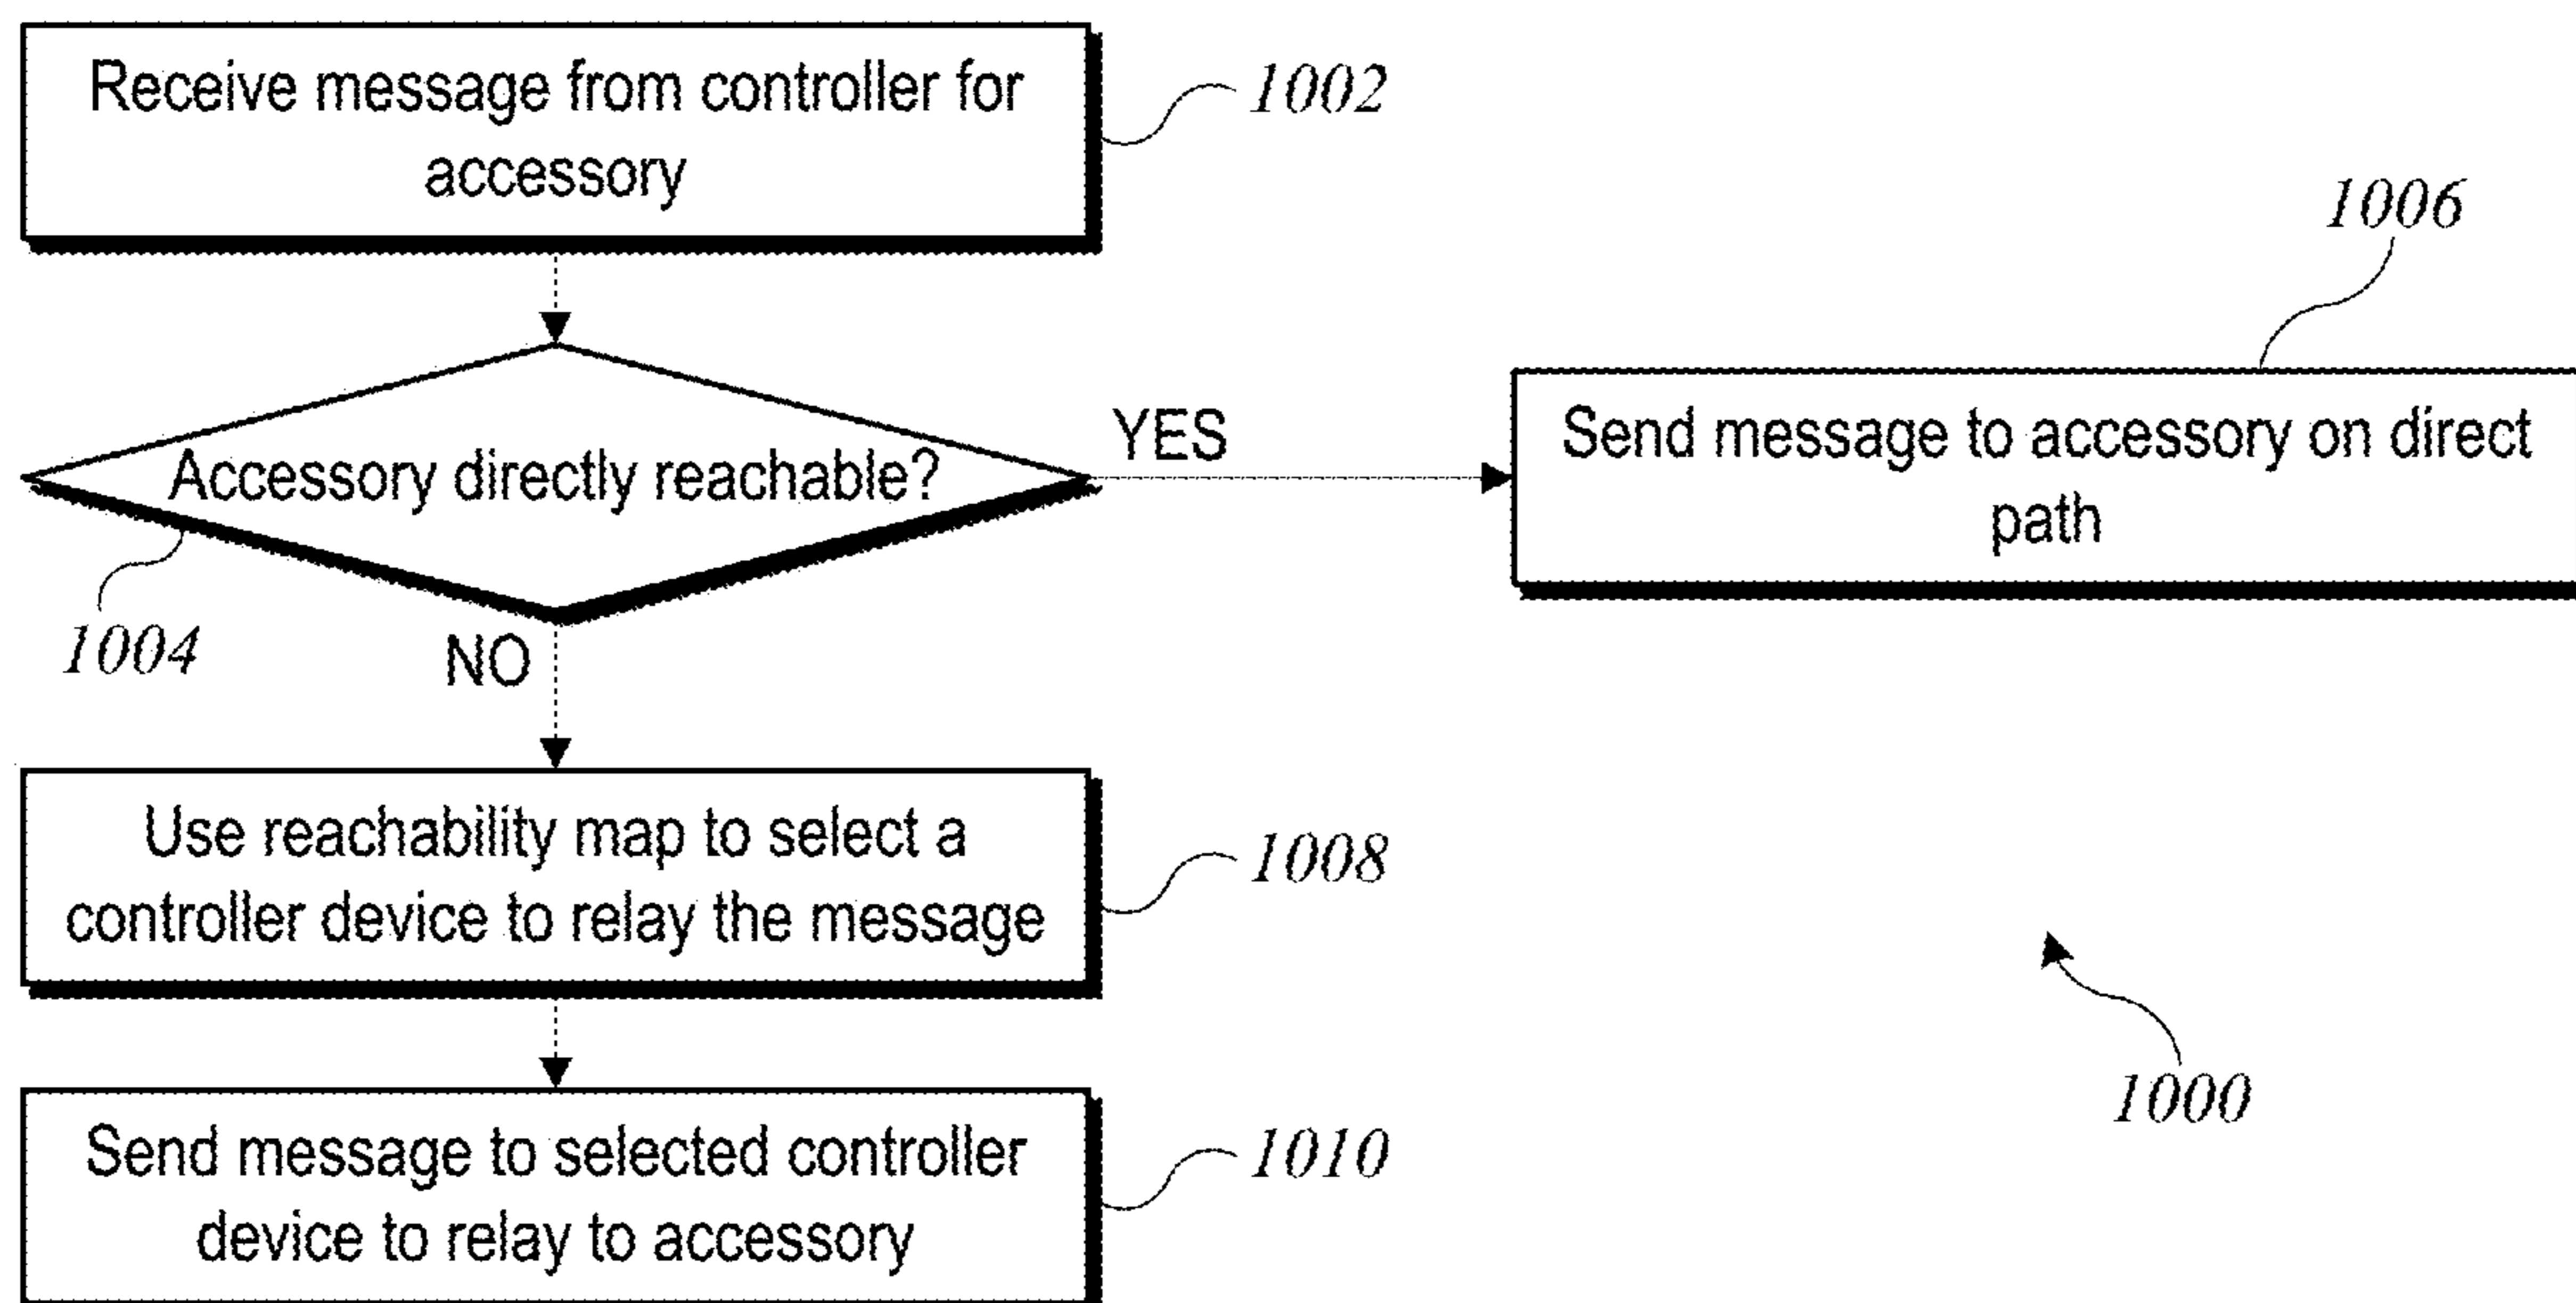 Receive message from controller for
accessory
1002
1006
Accessory directly reachable?
YES
Send message to accessory on direct
path
1004
NO
Use reachability map to select a
controller device to relay the message
1008
1000
Send message to selected controller
device to relay to accessory
1010